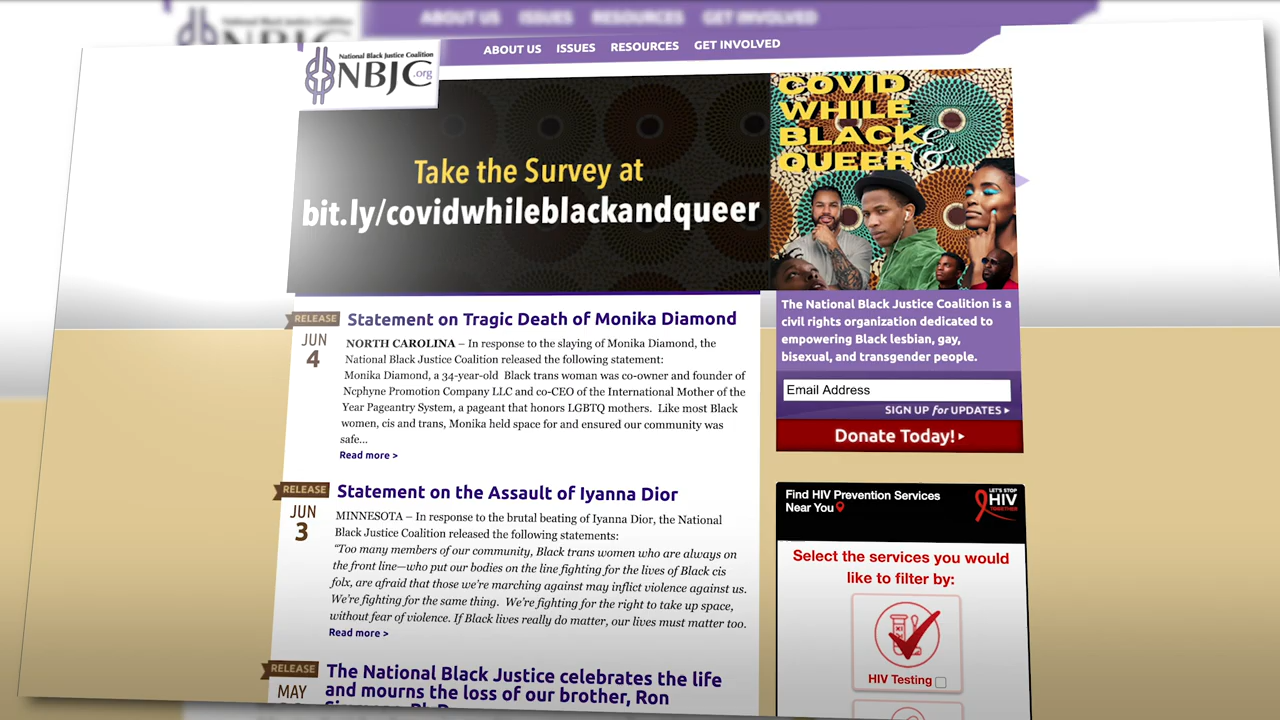 ABOUT US ISSUES RESOURCES GET INVOLVED
National Black Justice Coalition
NBJC
National Black Justice Coalition
NBJC.org
ABOUT US ISSUES RESOURCES GET INVOLVED
Take the Survey at
bit.ly/covidwhileblackandqueer
COVID
WHILE
BLACK &
QUEER
RELEASE
JUN
4
Statement on Tragic Death of Monika Diamond
NORTH CAROLINA – In response to the slaying of Monika Diamond, the
National Black Justice Coalition released the following statement:
Monika Diamond, a 34-year-old Black trans woman was co-owner and founder of
Ncphyne Promotion Company LLC and co-CEO of the International Mother of the
Year Pageantry System, a pageant that honors LGBTQ mothers. Like most Black
women, cis and trans, Monika held space for and ensured our community was
safe...
Read more >
RELEASE
JUN
3
Statement on the Assault of Iyanna Dior
MINNESOTA – In response to the brutal beating of Iyanna Dior, the National
Black Justice Coalition released the following statements:
“Too many members of our community, Black trans women who are always on
the front line—who put our bodies on the line fighting for the lives of Black cis
folx, are afraid that those we're marching against may inflict violence against us.
We're fighting for the same thing. We're fighting for the right to take up space,
without fear of violence. If Black lives really do matter, our lives must matter too.
Read more >
RELEASE
MAY
The National Black Justice celebrates the life
and mourns the loss of our brother, Ron
The National Black Justice Coalition is a
civil rights organization dedicated to
empowering Black lesbian, gay,
bisexual, and transgender people.
Email Address
SIGN UP for UPDATES
Donate Today!
Find HIV Prevention Services
Near You
LET'S STOP
HIV
TOGETHER
Select the services you would
like to filter by:
HIV Testing